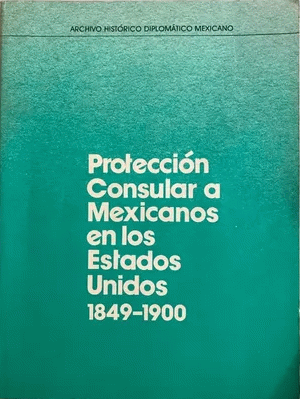 ARCHIVO HISTÓRICO DIPLOMÁTICO MEXICANO
Protección
Consular a
Mexicanos
en los
Estados
Unidos
1849-1900